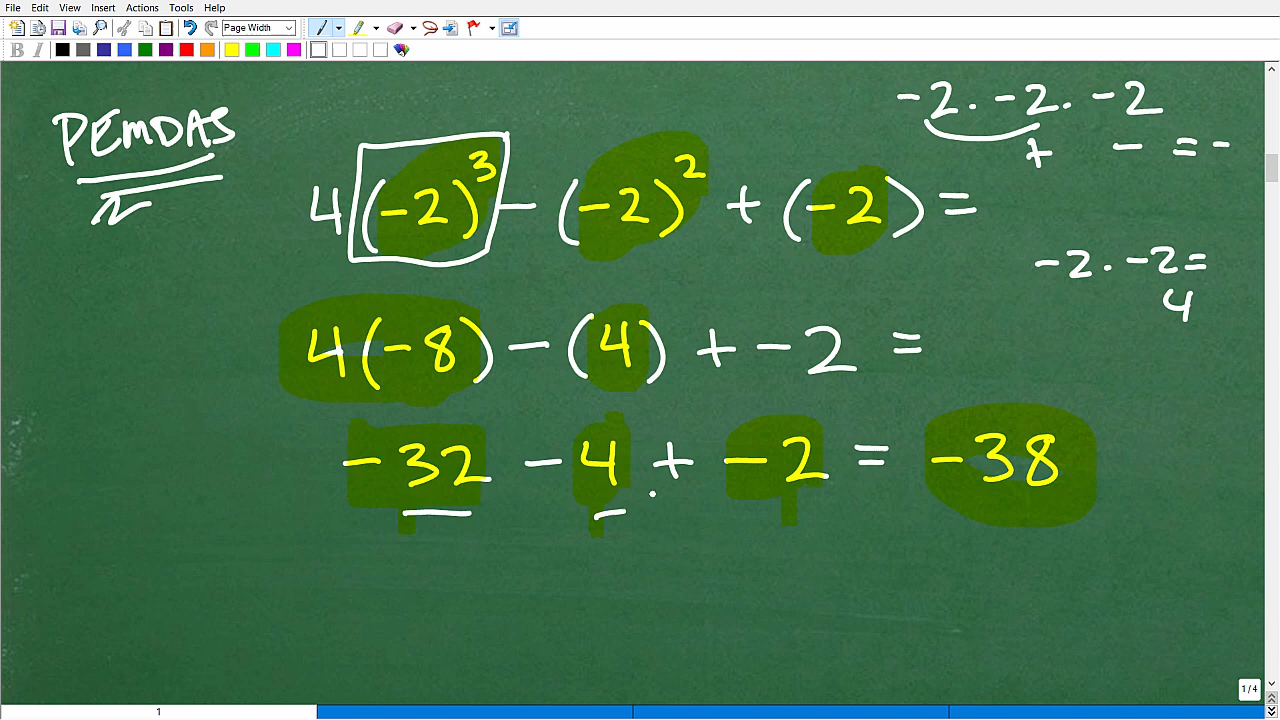 File Edit View Insert Actions Tools Help
Page Width
B I
PEMDAS
-2 · -2 · -2
+ - = -
4(-2)³ - (-2)² + (-2) =
-2 · -2 =
4
4(-8) - (4) + -2 =
-32 - 4 + -2 = -38
1/4
1